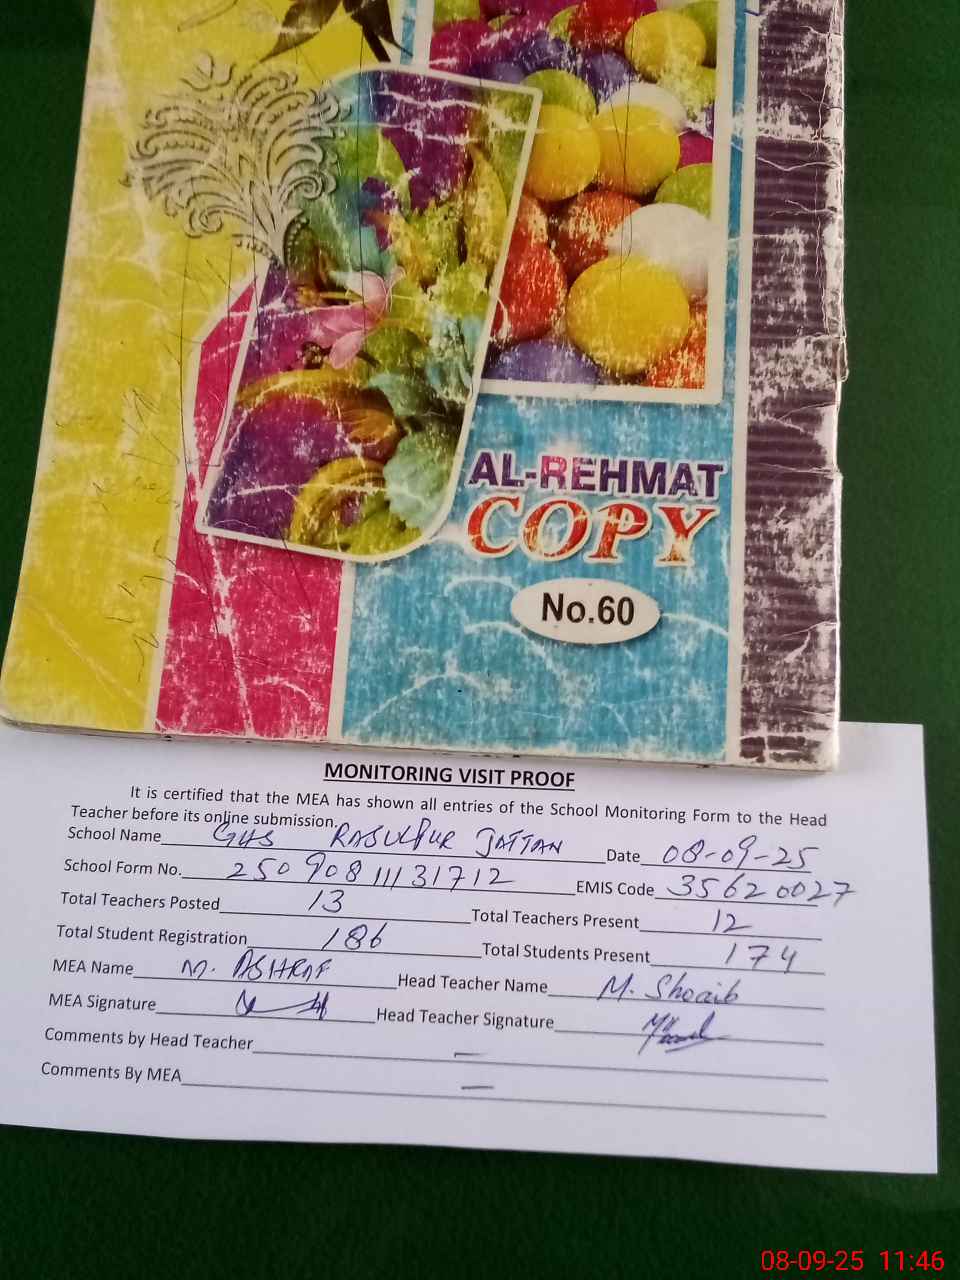 AL-REHMAT
COPY
No.60
MONITORING VISIT PROOF
It is certified that the MEA has shown all entries of the School Monitoring Form to the Head
Teacher before its online submission.
School Name GHS RASULPUR JATTAN Date 08-09-25
School Form No. 250908111131712 EMIS Code 35620027
Total Teachers Posted 13 Total Teachers Present 12
Total Student Registration 186 Total Students Present 174
MEA Name M. ASHRAF Head Teacher Name M. Shoaib
MEA Signature Head Teacher Signature
Comments by Head Teacher —
Comments By MEA —
08-09-25 11:46